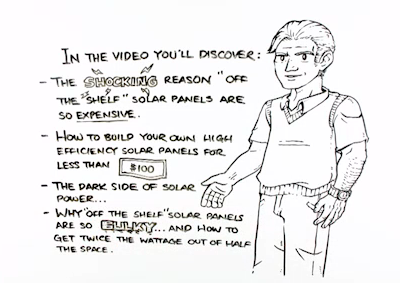 IN THE VIDEO YOU'LL DISCOVER:
- THE SHOCKING REASON "OFF
THE "SHELF" SOLAR PANELS ARE
SO EXPENSIVE.
- HOW TO BUILD YOUR OWN HIGH
EFFICIENCY SOLAR PANELS FOR
LESS THAN $100
- THE DARK SIDE OF SOLAR
POWER...
- WHY "OFF THE SHELF" SOLAR PANELS
ARE SO BULKY... AND HOW TO
GET TWICE THE WATTAGE OUT OF HALF
THE SPACE.